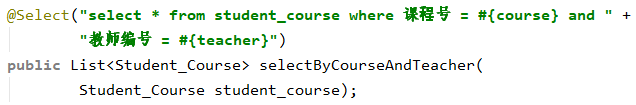 @Select("select * from student_course where 课程号 = #{course} and " +
"教师编号 = #{teacher}")
public List<Student_Course> selectByCourseAndTeacher(
Student_Course student_course);